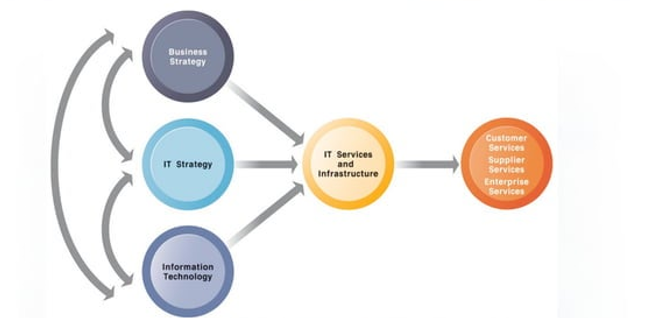 Business
Strategy
IT Strategy
Information
Technology
IT Services
and
Infrastructure
Customer
Services
Supplier
Services
Enterprise
Services